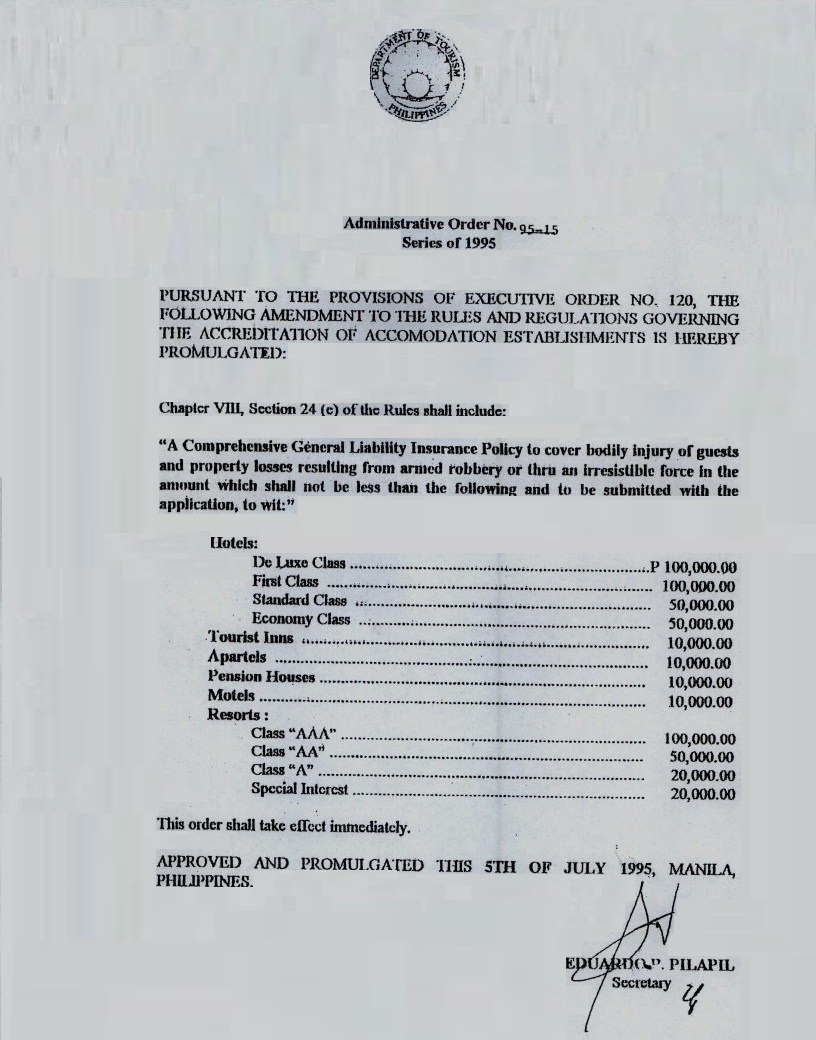 DEPARTMENT OF TOURISM
PHILIPPINES
Administrative Order No. 95-15
Series of 1995
PURSUANT TO THE PROVISIONS OF EXECUTIVE ORDER NO. 120, THE
FOLLOWING AMENDMENT TO THE RULES AND REGULATIONS GOVERNING
THE ACCREDITATION OF ACCOMODATION ESTABLISHMENTS IS HEREBY
PROMULGATED:
Chapter VIII, Section 24 (e) of the Rules shall include:
“A Comprehensive General Liability Insurance Policy to cover bodily injury of guests
and property losses resulting from armed robbery or thru an irresistible force in the
amount which shall not be less than the following and to be submitted with the
application, to wit:”
Hotels:
De Luxe Class ........................................................ P 100,000.00
First Class ........................................................ 100,000.00
Standard Class ........................................................ 50,000.00
Economy Class ........................................................ 50,000.00
Tourist Inns ........................................................ 10,000.00
Apartels ........................................................ 10,000.00
Pension Houses ........................................................ 10,000.00
Motels ........................................................ 10,000.00
Resorts :
Class “AAA” ........................................................ 100,000.00
Class “AA” ........................................................ 50,000.00
Class “A” ........................................................ 20,000.00
Special Interest ........................................................ 20,000.00
This order shall take effect immediately.
APPROVED AND PROMULGATED THIS 5TH OF JULY 1995, MANILA,
PHILIPPINES.
EDUARDO P. PILAPIL
Secretary